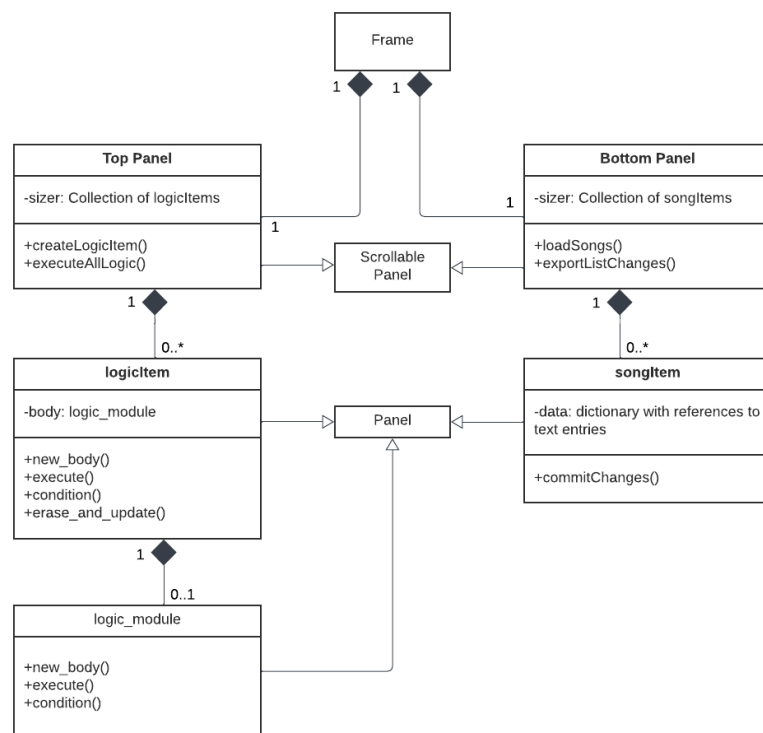 Frame
1
1
Top Panel
-sizer: Collection of logicItems
+createLogicItem()
+executeAllLogic()
1
1
Bottom Panel
-sizer: Collection of songItems
+loadSongs()
+exportListChanges()
1
1
Scrollable
Panel
0..*
0..*
logicItem
-body: logic_module
+new_body()
+execute()
+condition()
+erase_and_update()
1
Panel
songItem
-data: dictionary with references to
text entries
+commitChanges()
0..1
logic_module
+new_body()
+execute()
+condition()